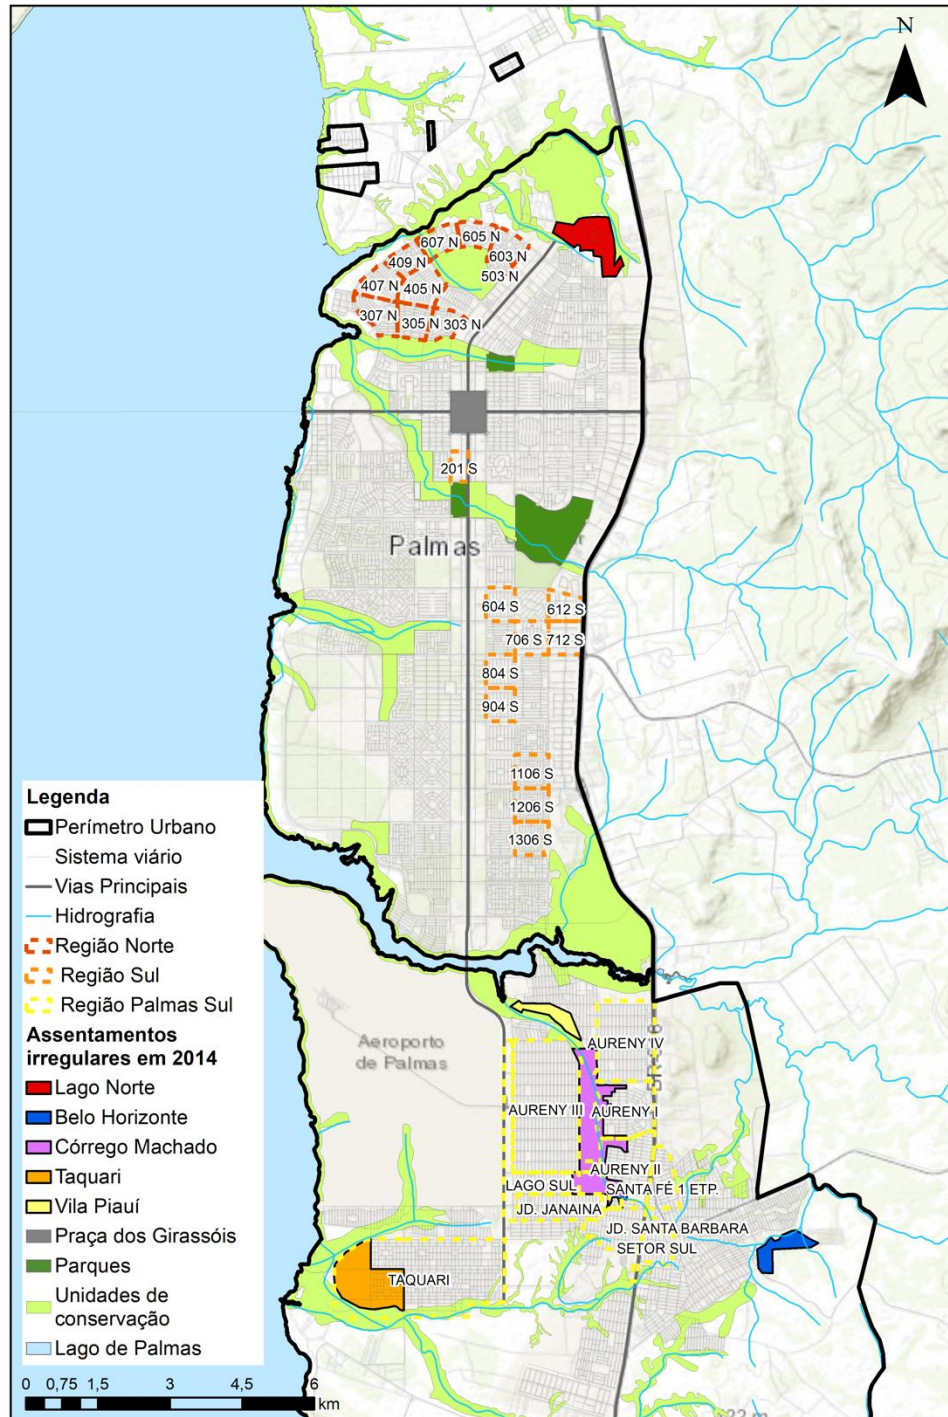 N
605 N
607 N
603 N
409 N
503 N
407 N
405 N
307 N
305 N
303 N
201 S
Palmas
604 S
612 S
706 S
712 S
804 S
904 S
1106 S
1206 S
1306 S
Legenda
Perímetro Urbano
Sistema viário
Vias Principais
Hidrografia
Região Norte
Região Sul
Região Palmas Sul
Assentamentos
irregulares em 2014
Lago Norte
Belo Horizonte
Córrego Machado
Taquari
Vila Piauí
Praça dos Girassóis
Parques
Unidades de
conservação
Lago de Palmas
0 0,75 1,5 3 4,5 6
km
Aeroporto
de Palmas
AURENY IV
AURENY III
AURENY I
AURENY II
LAGO SUL
SANTA FÉ 1 ETP.
JD. JANAINA
JD. SANTA BARBARA
SETOR SUL
TAQUARI